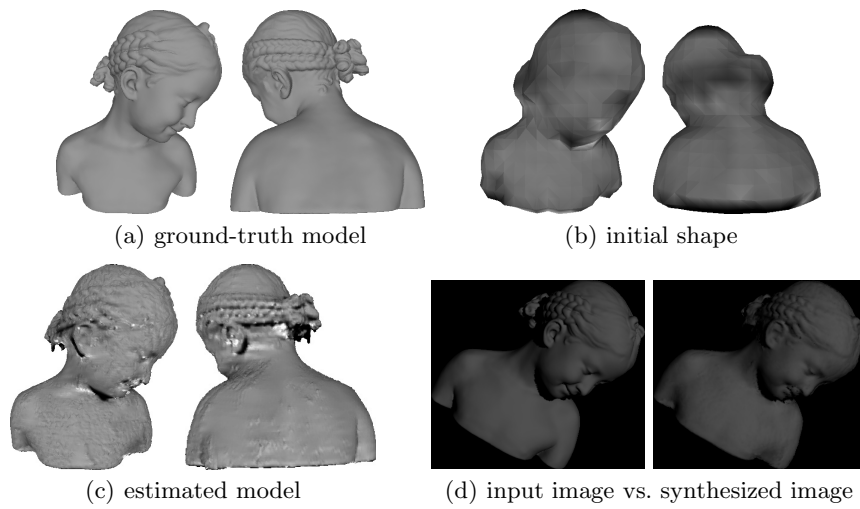 (a) ground-truth model
(b) initial shape
(c) estimated model
(d) input image vs. synthesized image